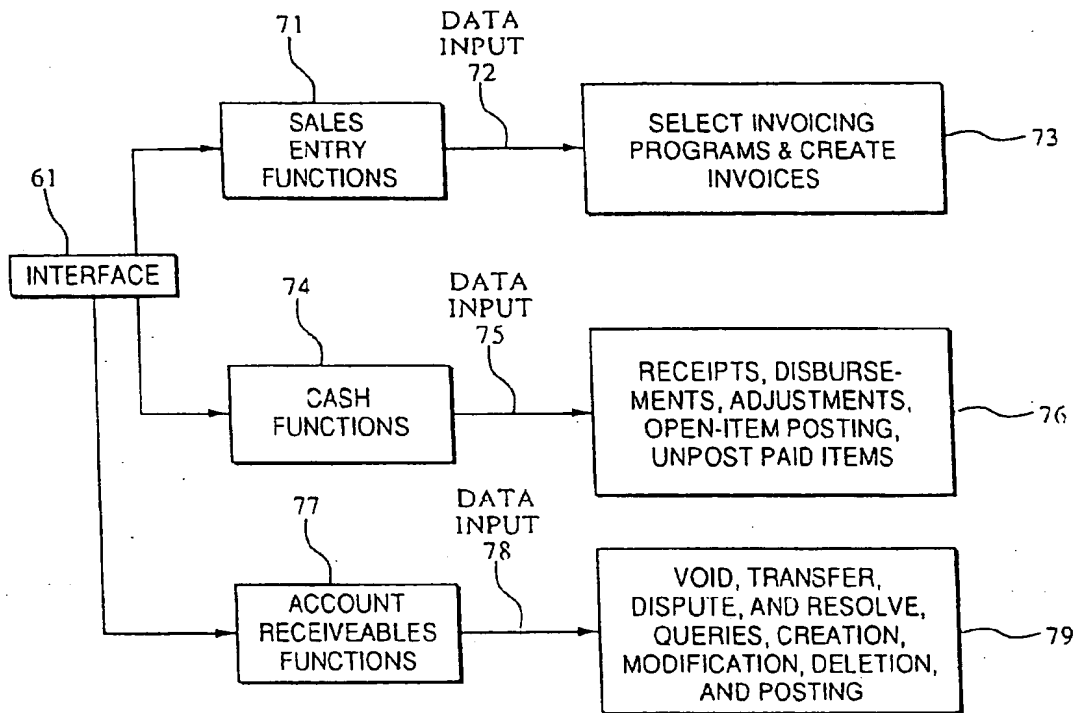 71
DATA
INPUT
72
SALES
ENTRY
FUNCTIONS
SELECT INVOICING
PROGRAMS & CREATE
INVOICES
73
61
INTERFACE
74
DATA
INPUT
75
CASH
FUNCTIONS
RECEIPTS, DISBURSE-
MENTS, ADJUSTMENTS,
OPEN-ITEM POSTING,
UNPOST PAID ITEMS
76
77
DATA
INPUT
78
ACCOUNT
RECEIVEABLES
FUNCTIONS
VOID, TRANSFER,
DISPUTE, AND RESOLVE,
QUERIES, CREATION,
MODIFICATION, DELETION,
AND POSTING
79